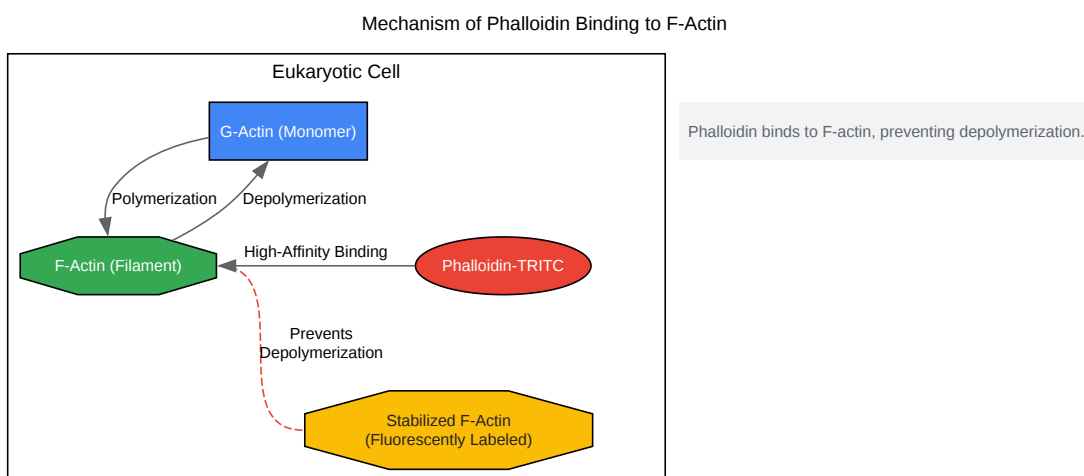 Mechanism of Phalloidin Binding to F-Actin
Eukaryotic Cell
G-Actin (Monomer)
Phalloidin binds to F-actin, preventing depolymerization.
Polymerization
Depolymerization
High-Affinity Binding
F-Actin (Filament)
Phalloidin-TRITC
Prevents
Depolymerization
Stabilized F-Actin
(Fluorescently Labeled)